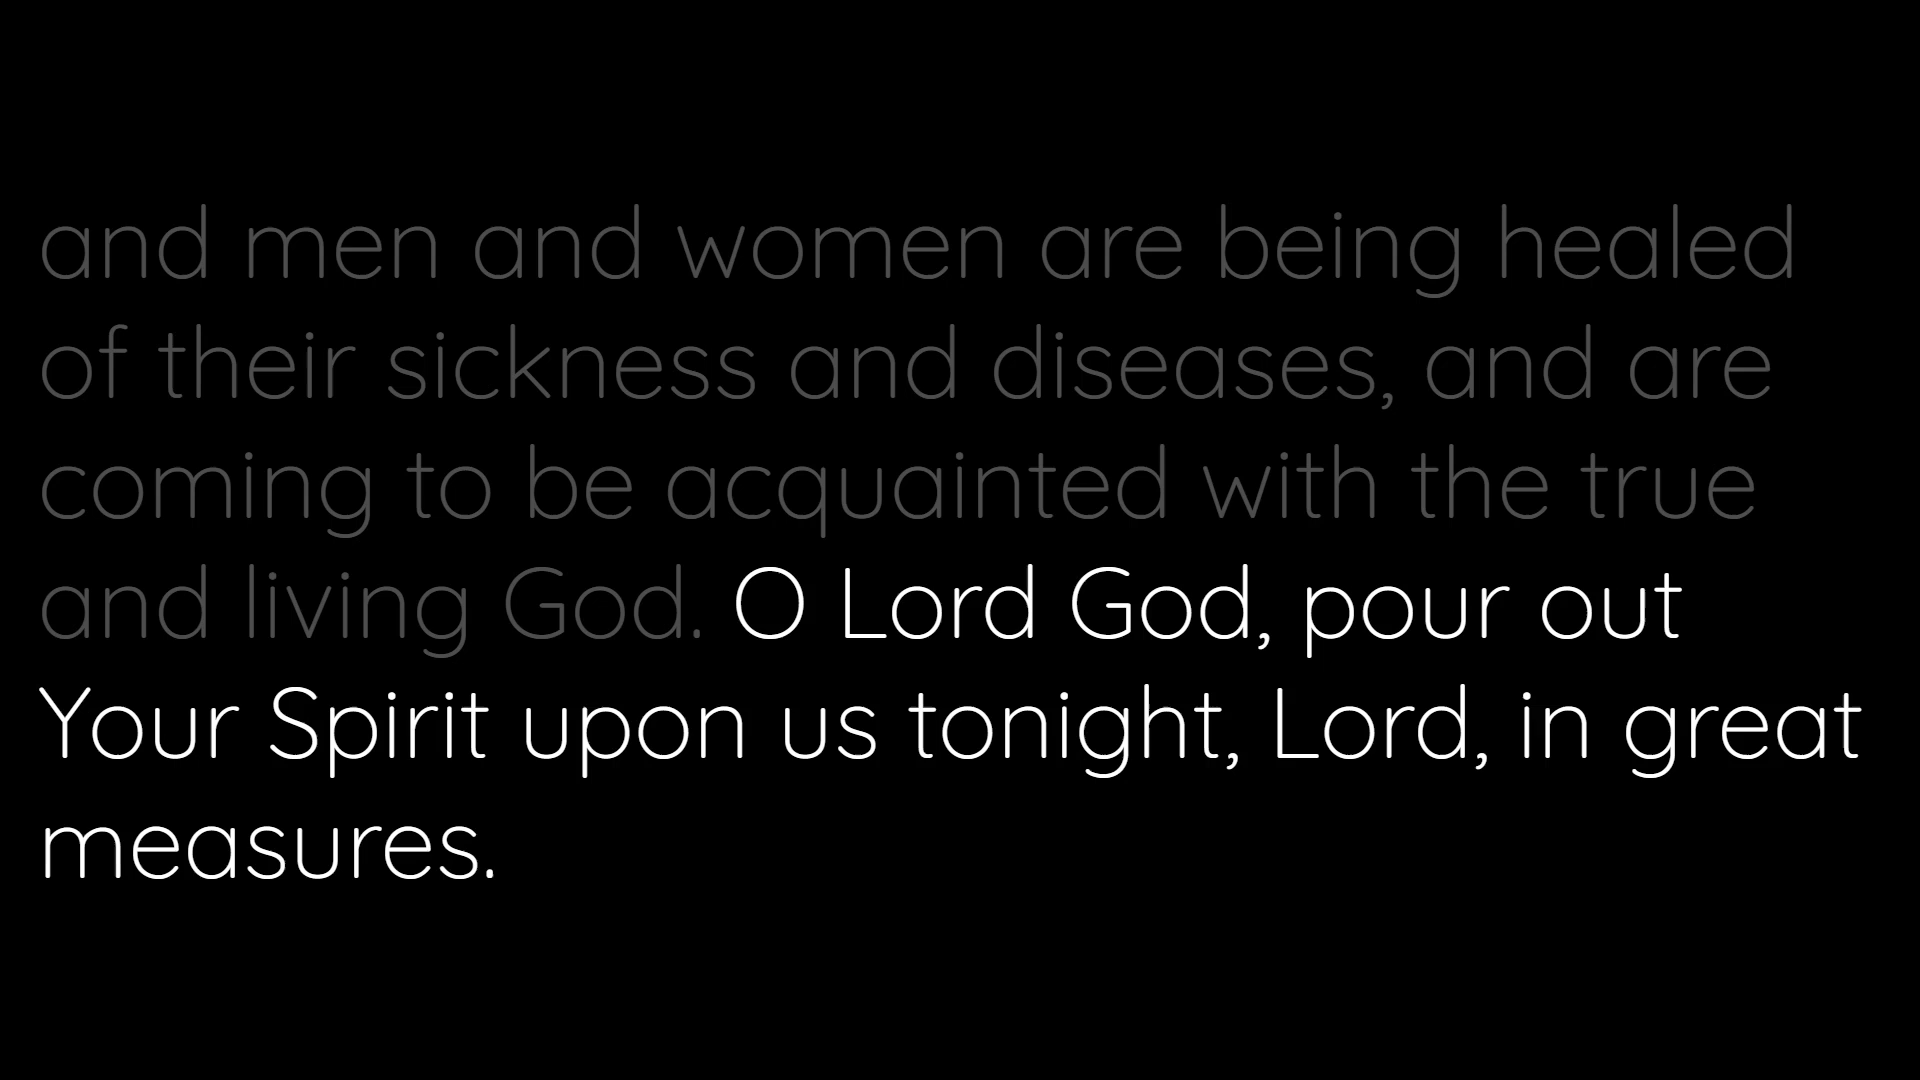 and men and women are being healed
of their sickness and diseases, and are
coming to be acquainted with the true
and living God. O Lord God, pour out
Your Spirit upon us tonight, Lord, in great
measures.